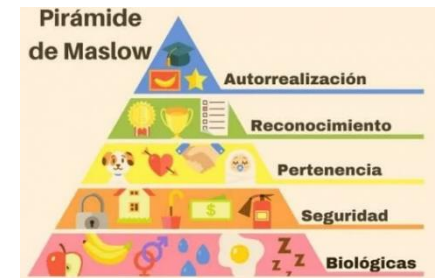 Pirámide
de Maslow
Autorrealización
Reconocimiento
$
Pertenencia
Seguridad
Z
Z Z
Z
Biológicas